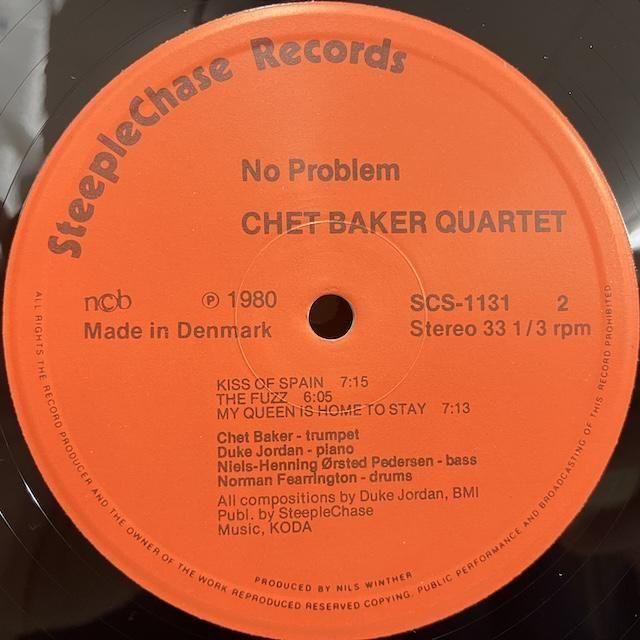 SteepleChase Records
No Problem
CHET BAKER QUARTET
ncb ℗ 1980 SCS-1131 2
Made in Denmark Stereo 33 1/3 rpm
KISS OF SPAIN 7:15
THE FUZZ 6:05
MY QUEEN IS HOME TO STAY 7:13
Chet Baker - trumpet
Duke Jordan - piano
Niels-Henning Ørsted Pedersen - bass
Norman Fearrington - drums
All compositions by Duke Jordan, BMI
Publ. by SteepleChase
Music, KODA
PRODUCED BY NILS WINTHER
ALL RIGHTS THE RECORD PRODUCER AND THE OWNER OF THE WORK REPRODUCED RESERVED COPYING, PUBLIC PERFORMANCE AND BROADCASTING OF THIS RECORD PROHIBITED